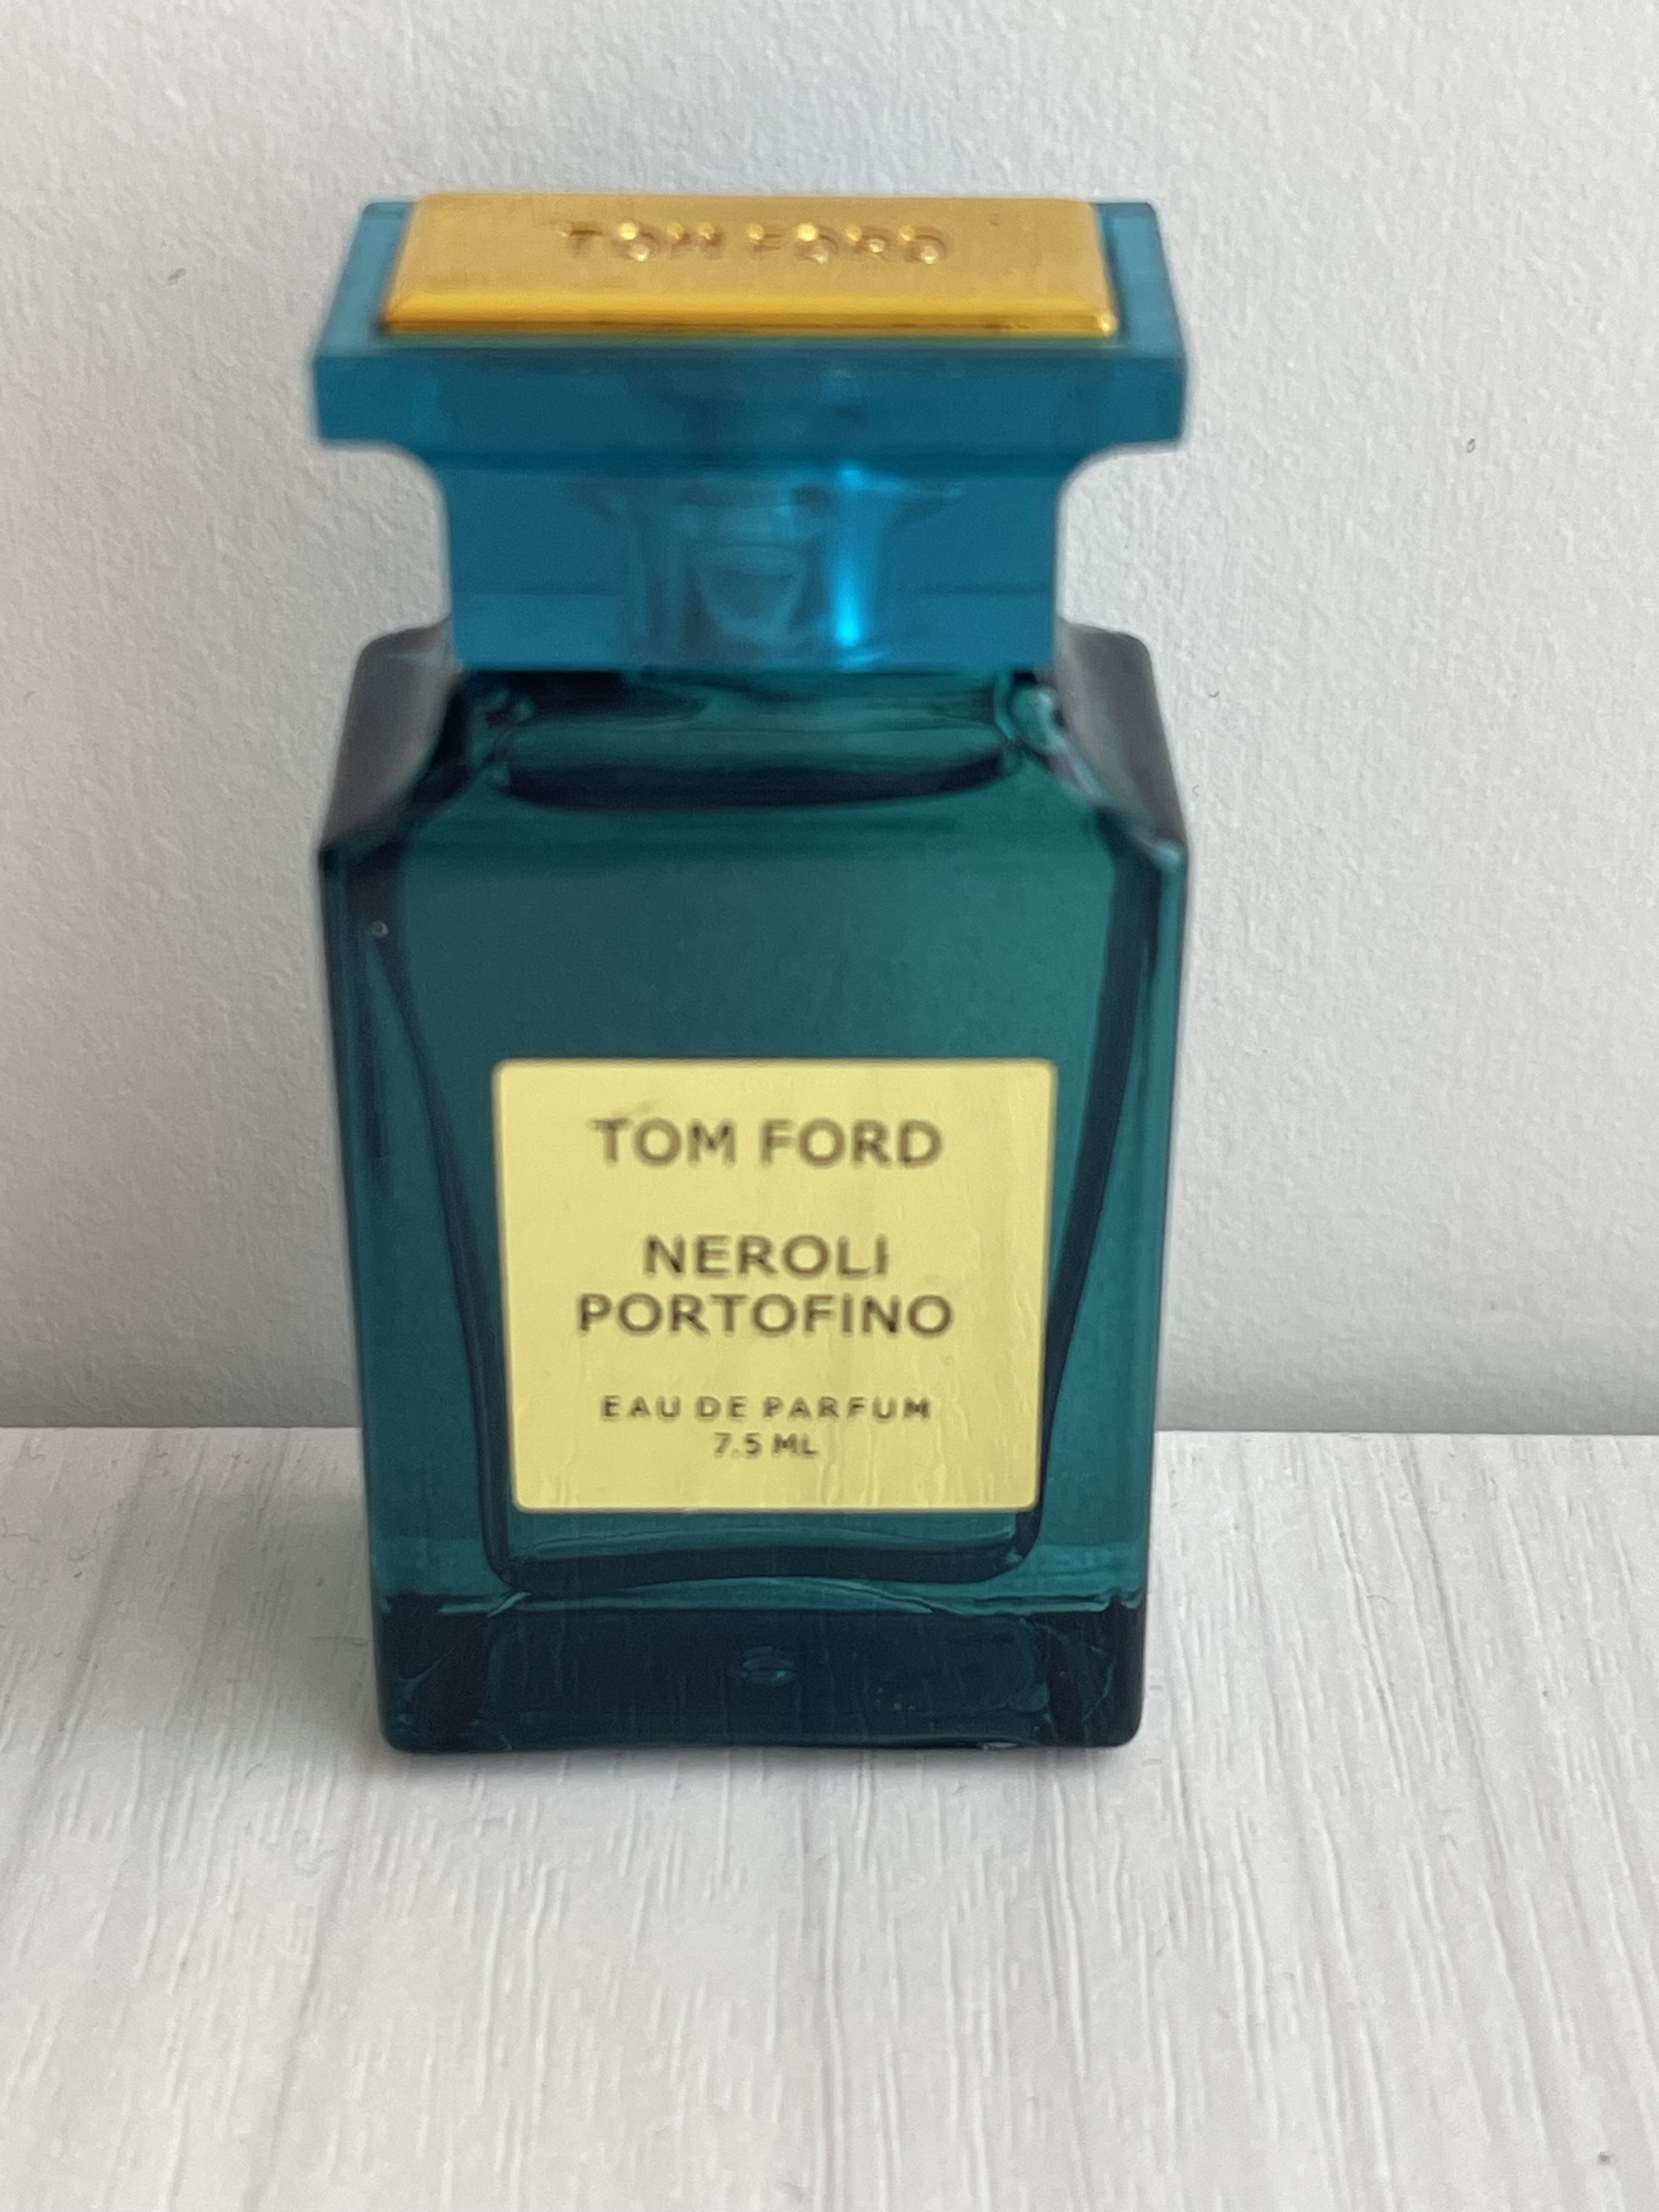 TOM FORD
TOM FORD
NEROLI
PORTOFINO
EAU DE PARFUM
7.5 ML